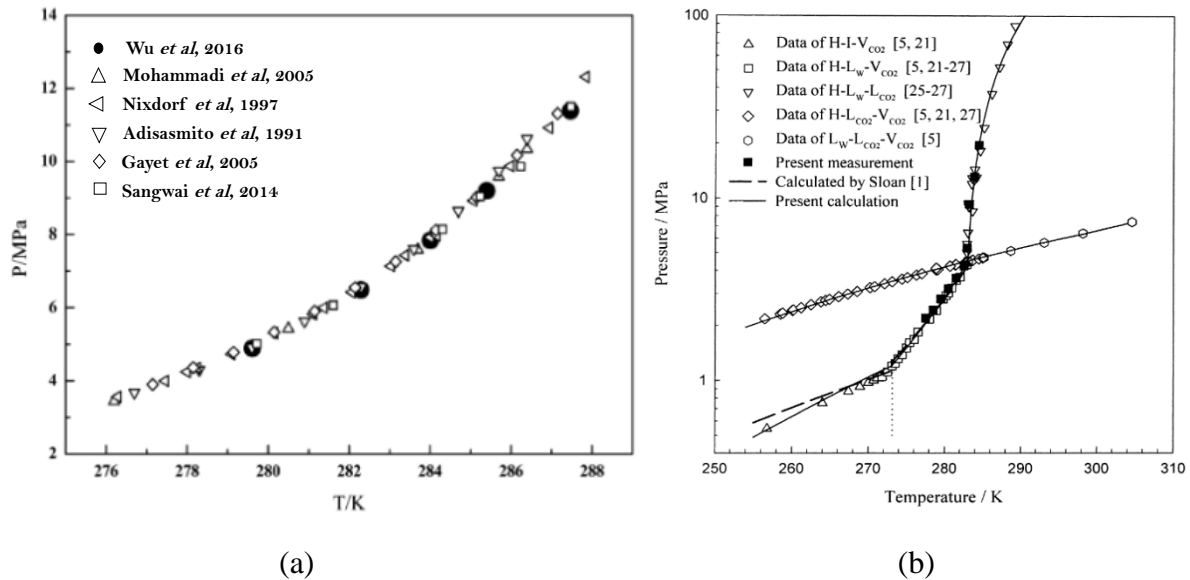 14
12
10
8
6
4
2
P/MPa
276
278
280
282
284
286
288
T/K
Wu et al, 2016
Mohammadi et al, 2005
Nixdorf et al, 1997
Adisasmito et al, 1991
Gayet et al, 2005
Sangwai et al, 2014
(a)
100
10
1
Pressure / MPa
250
260
270
280
290
300
310
Temperature / K
Data of H-I-VCO2 [5, 21]
Data of H-LW-VCO2 [5, 21-27]
Data of H-LW-LCO2 [25-27]
Data of H-LCO2-VCO2 [5, 21, 27]
Data of LW-LCO2-VCO2 [5]
Present measurement
Calculated by Sloan [1]
Present calculation
(b)